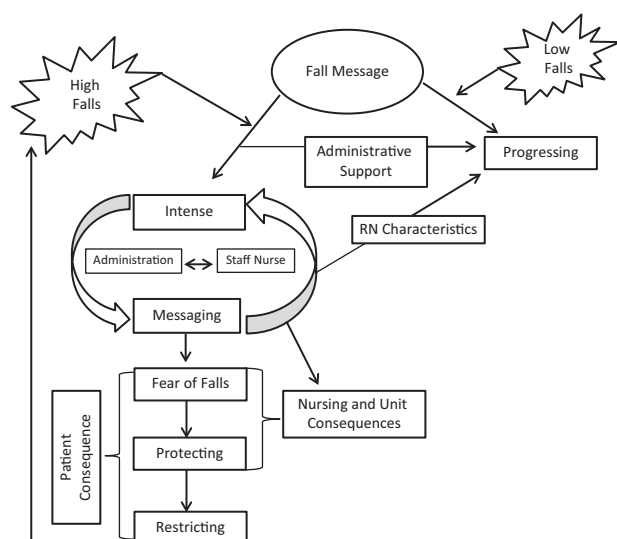 High
Falls
Fall Message
Low
Falls
Administrative
Support
Progressing
Intense
RN Characteristics
Administration
Staff Nurse
Messaging
Fear of Falls
Nursing and Unit
Consequences
Patient
Consequence
Protecting
Restricting